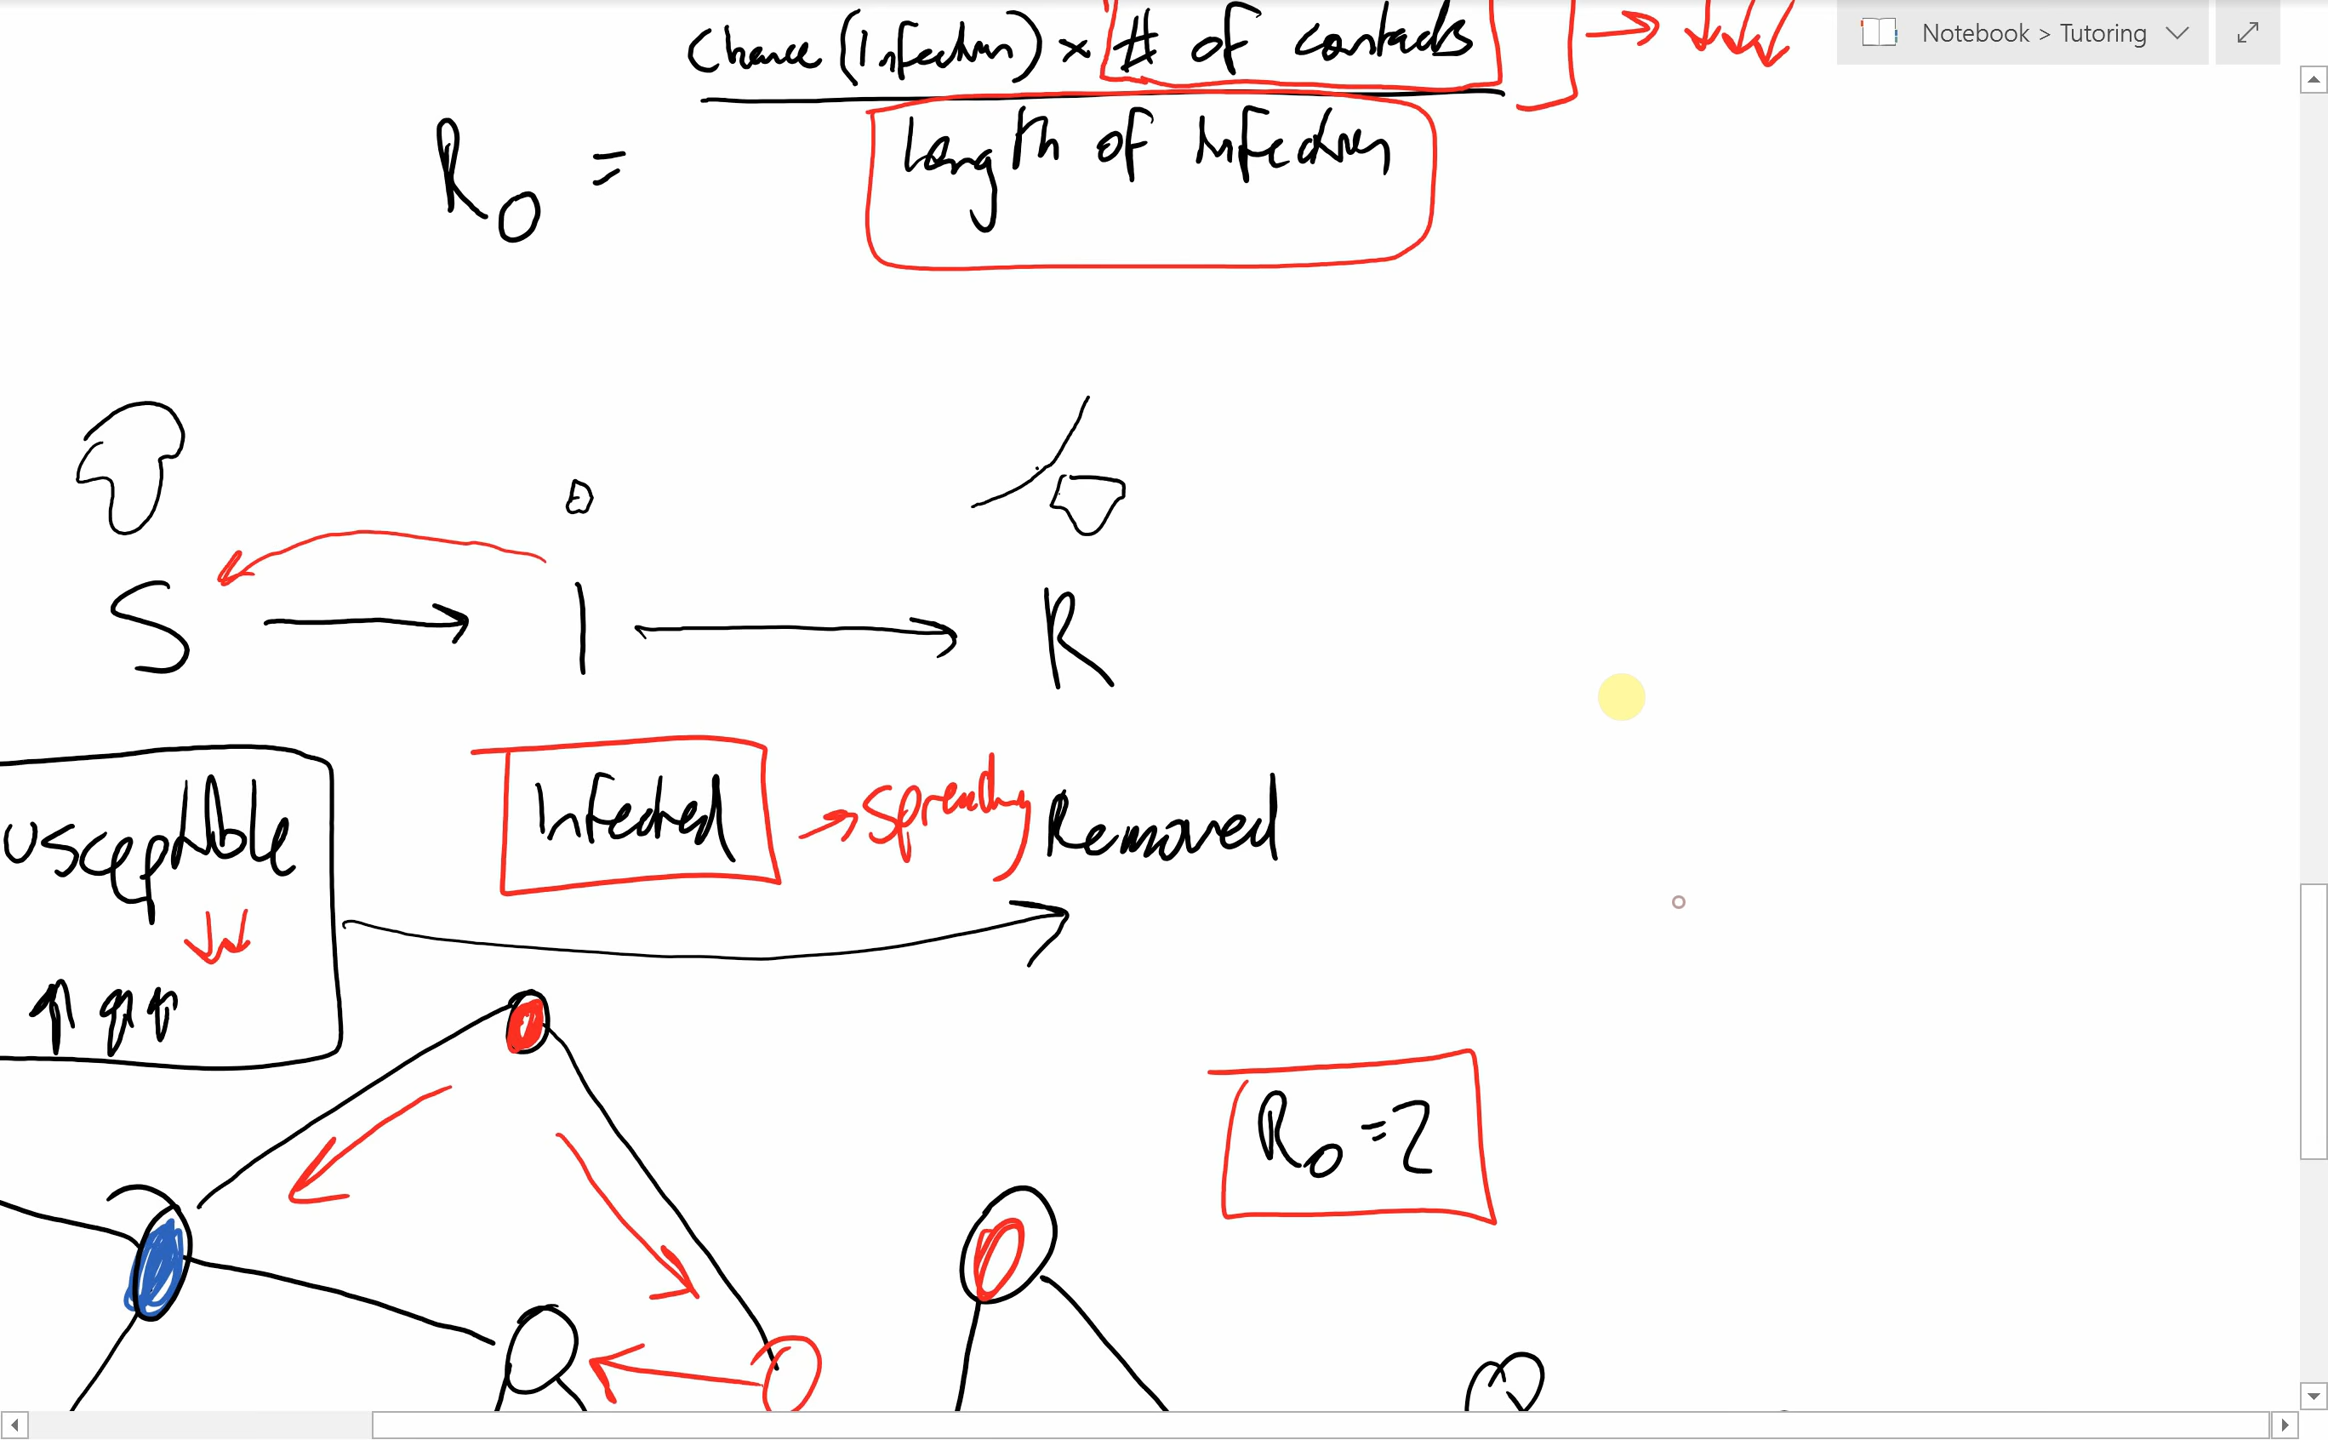 Chance (Infection) × # of contacts
Notebook > Tutoring
R0 =
Length of Infection
S → I → R
usceptible
Infected
→ Spreading
Removed
R0 = 2